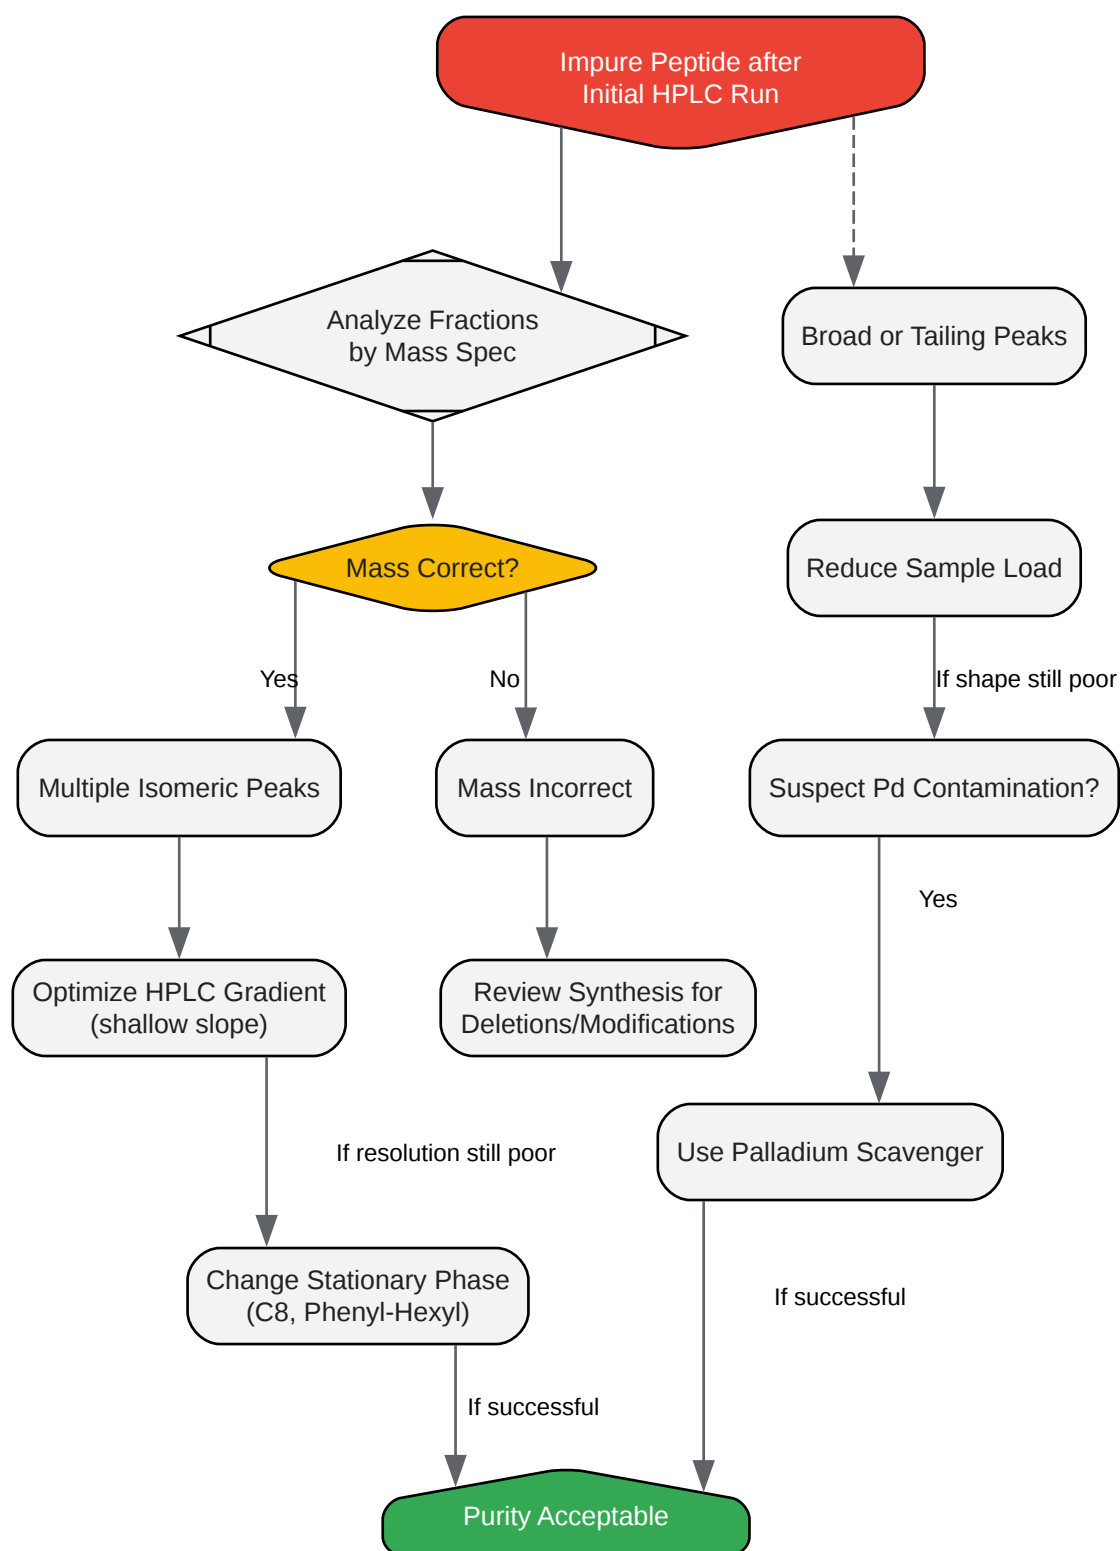 Impure Peptide after
Initial HPLC Run
Analyze Fractions
by Mass Spec
Broad or Tailing Peaks
Mass Correct?
Reduce Sample Load
Yes
No
If shape still poor
Multiple Isomeric Peaks
Mass Incorrect
Suspect Pd Contamination?
Yes
Optimize HPLC Gradient
(shallow slope)
Review Synthesis for
Deletions/Modifications
If resolution still poor
Use Palladium Scavenger
Change Stationary Phase
(C8, Phenyl-Hexyl)
If successful
If successful
Purity Acceptable